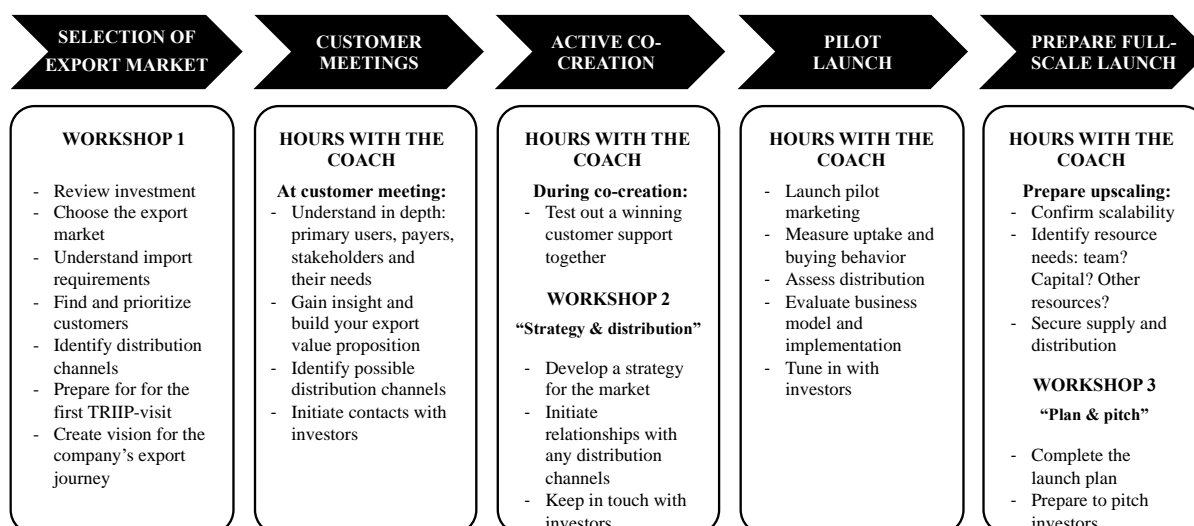 SELECTION OF
EXPORT MARKET
CUSTOMER
MEETINGS
ACTIVE CO-
CREATION
PILOT
LAUNCH
PREPARE FULL-
SCALE LAUNCH
WORKSHOP 1
- Review investment
- Choose the export
market
- Understand import
requirements
- Find and prioritize
customers
- Identify distribution
channels
- Prepare for for the
first TRIIP-visit
- Create vision for the
company’s export
journey
HOURS WITH THE
COACH
At customer meeting:
- Understand in depth:
primary users, payers,
stakeholders and
their needs
- Gain insight and
build your export
value proposition
- Identify possible
distribution channels
- Initiate contacts with
investors
HOURS WITH THE
COACH
During co-creation:
- Test out a winning
customer support
together
WORKSHOP 2
“Strategy & distribution”
- Develop a strategy
for the market
- Initiate
relationships with
any distribution
channels
- Keep in touch with
investors
HOURS WITH THE
COACH
- Launch pilot
marketing
- Measure uptake and
buying behavior
- Assess distribution
- Evaluate business
model and
implementation
- Tune in with
investors
HOURS WITH THE
COACH
Prepare upscaling:
- Confirm scalability
- Identify resource
needs: team?
Capital? Other
resources?
- Secure supply and
distribution
WORKSHOP 3
“Plan & pitch”
- Complete the
launch plan
- Prepare to pitch
investors